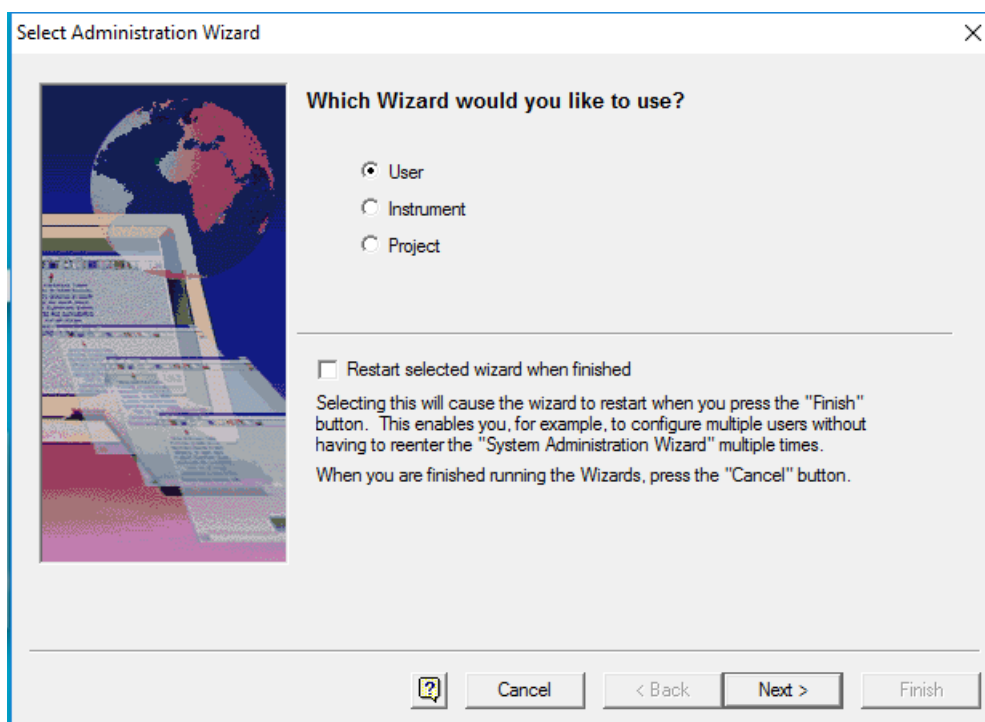 Select Administration Wizard
Which Wizard would you like to use?
User
Instrument
Project
Restart selected wizard when finished
Selecting this will cause the wizard to restart when you press the "Finish"
button. This enables you, for example, to configure multiple users without
having to reenter the "System Administration Wizard" multiple times.
When you are finished running the Wizards, press the "Cancel" button.
Cancel
< Back
Next >
Finish